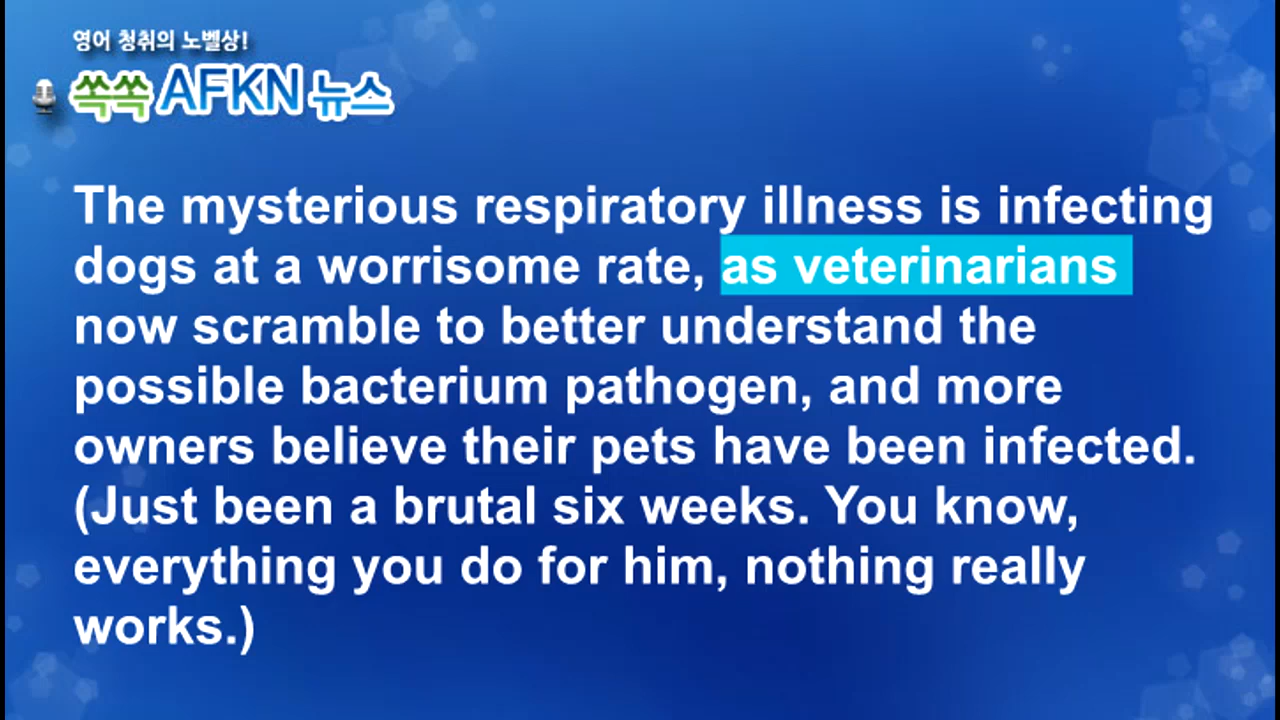 영어 청취의 노벨상!
쏙쏙 AFKN 뉴스
The mysterious respiratory illness is infecting
dogs at a worrisome rate, as veterinarians
now scramble to better understand the
possible bacterium pathogen, and more
owners believe their pets have been infected.
(Just been a brutal six weeks. You know,
everything you do for him, nothing really
works.)